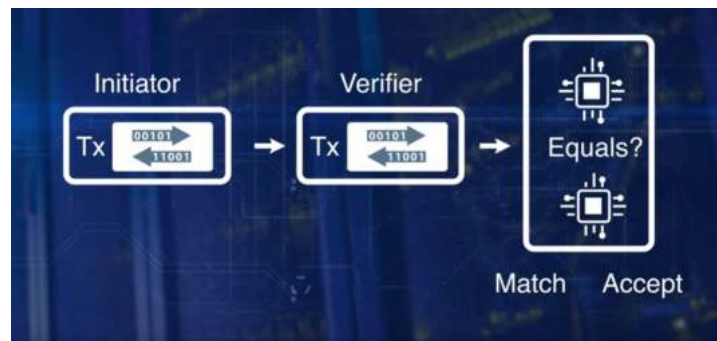 Initiator
Verifier
Tx
00101
11001
Tx
00101
11001
Equals?
Match Accept